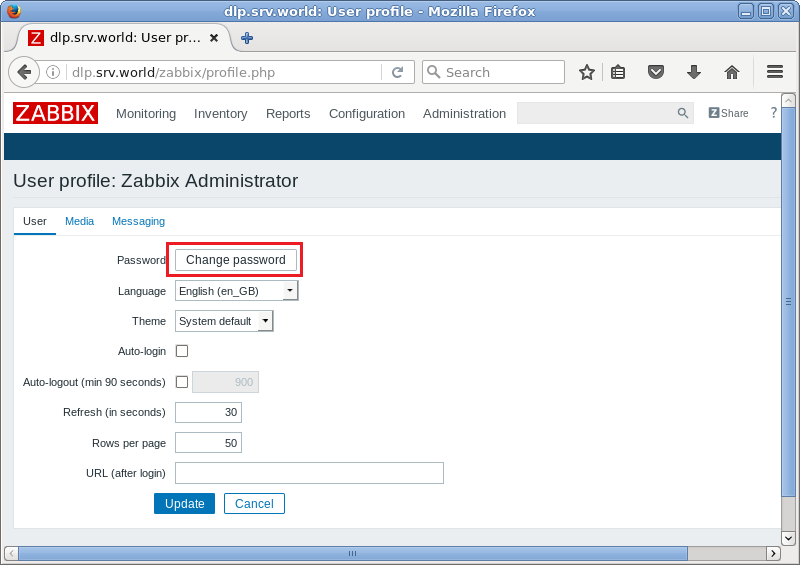 dlp.srv.world: User profile - Mozilla Firefox
Z dlp.srv.world: User pr... ×
dlp.srv.world/zabbix/profile.php
Search
ZABBIX Monitoring Inventory Reports Configuration Administration Z Share ?
User profile: Zabbix Administrator
User Media Messaging
Password Change password
Language English (en_GB)
Theme System default
Auto-login
Auto-logout (min 90 seconds) 900
Refresh (in seconds) 30
Rows per page 50
URL (after login)
Update Cancel